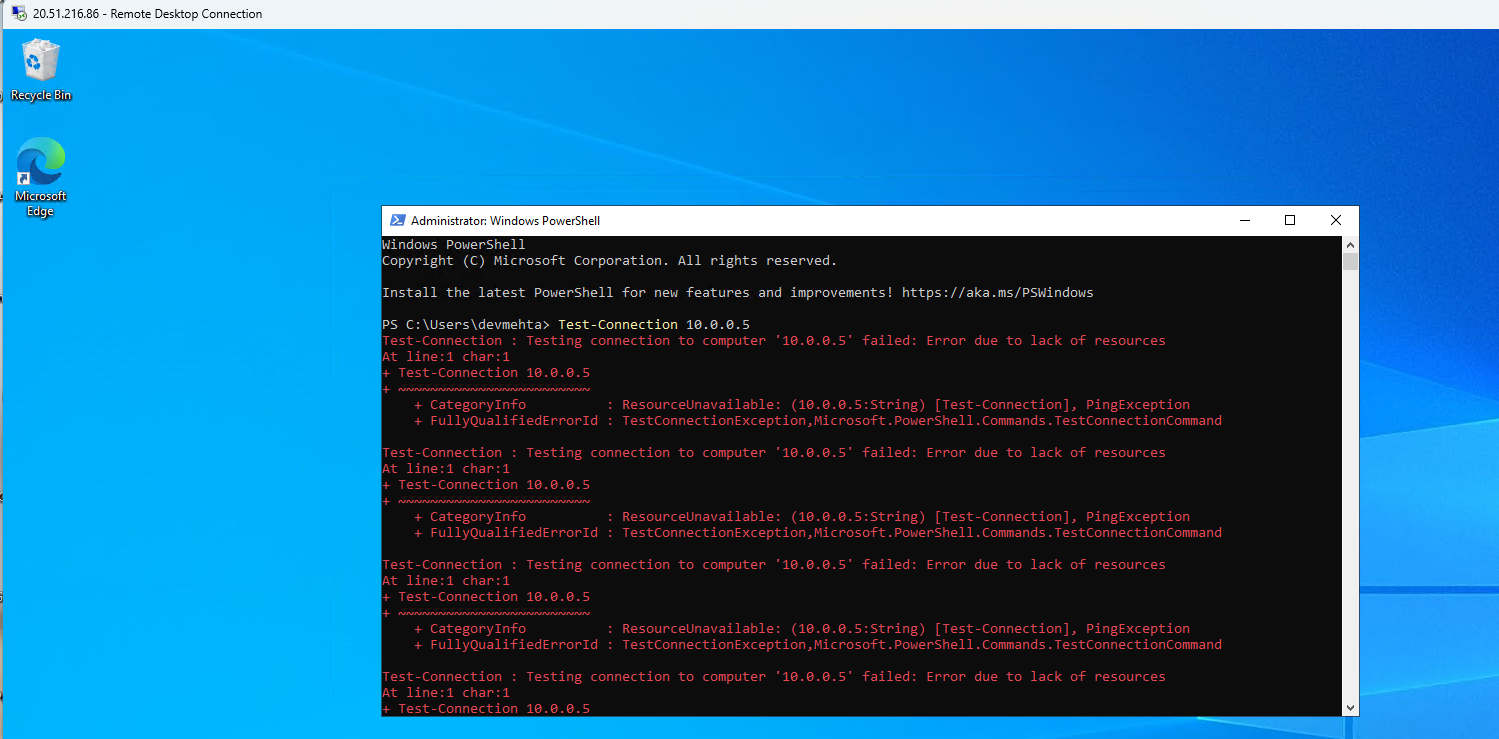 20.51.216.86 - Remote Desktop Connection
Recycle Bin
Microsoft
Edge
Administrator: Windows PowerShell
Windows PowerShell
Copyright (C) Microsoft Corporation. All rights reserved.
Install the latest PowerShell for new features and improvements! https://aka.ms/PSWindows
PS C:\Users\devmehta> Test-Connection 10.0.0.5
Test-Connection : Testing connection to computer '10.0.0.5' failed: Error due to lack of resources
At line:1 char:1
+ Test-Connection 10.0.0.5
+ ~~~~~~~~~~~~~~~~~~~~~~~~
    + CategoryInfo          : ResourceUnavailable: (10.0.0.5:String) [Test-Connection], PingException
    + FullyQualifiedErrorId : TestConnectionException,Microsoft.PowerShell.Commands.TestConnectionCommand
Test-Connection : Testing connection to computer '10.0.0.5' failed: Error due to lack of resources
At line:1 char:1
+ Test-Connection 10.0.0.5
+ ~~~~~~~~~~~~~~~~~~~~~~~~
    + CategoryInfo          : ResourceUnavailable: (10.0.0.5:String) [Test-Connection], PingException
    + FullyQualifiedErrorId : TestConnectionException,Microsoft.PowerShell.Commands.TestConnectionCommand
Test-Connection : Testing connection to computer '10.0.0.5' failed: Error due to lack of resources
At line:1 char:1
+ Test-Connection 10.0.0.5
+ ~~~~~~~~~~~~~~~~~~~~~~~~
    + CategoryInfo          : ResourceUnavailable: (10.0.0.5:String) [Test-Connection], PingException
    + FullyQualifiedErrorId : TestConnectionException,Microsoft.PowerShell.Commands.TestConnectionCommand
Test-Connection : Testing connection to computer '10.0.0.5' failed: Error due to lack of resources
At line:1 char:1
+ Test-Connection 10.0.0.5